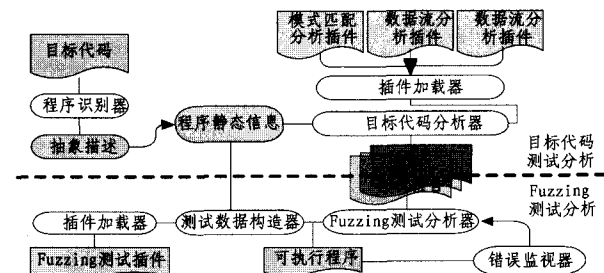 模式匹配
分析插件
数据流分
析插件
数据流分
析插件
目标代码
插件加载器
程序识别器
程序静态信息
目标代码分析器
抽象描述
目标代码
测试分析
Fuzzing
测试分析
插件加载器
测试数据构造器
Fuzzing测试分析器
Fuzzing测试插件
可执行程序
错误监视器